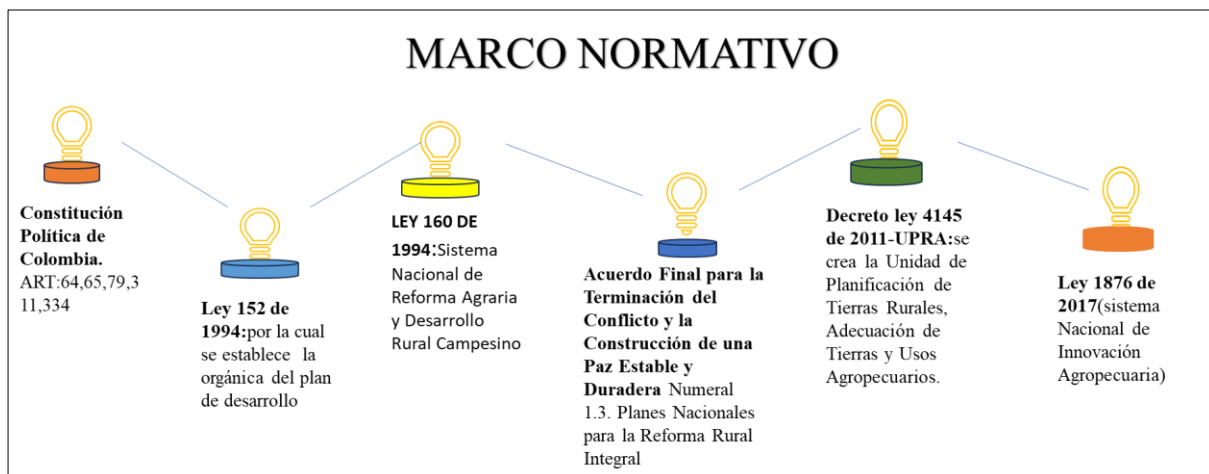 MARCO NORMATIVO
Constitución
Política de
Colombia.
ART:64,65,79,3
11,334
Ley 152 de
1994:por la cual
se establece la
orgánica del plan
de desarrollo
LEY 160 DE
1994:Sistema
Nacional de
Reforma Agraria
y Desarrollo
Rural Campesino
Acuerdo Final para la
Terminación del
Conflicto y la
Construcción de una
Paz Estable y
Duradera Numeral
1.3. Planes Nacionales
para la Reforma Rural
Integral
Decreto ley 4145
de 2011-UPRA:se
crea la Unidad de
Planificación de
Tierras Rurales,
Adecuación de
Tierras y Usos
Agropecuarios.
Ley 1876 de
2017(sistema
Nacional de
Innovación
Agropecuaria)